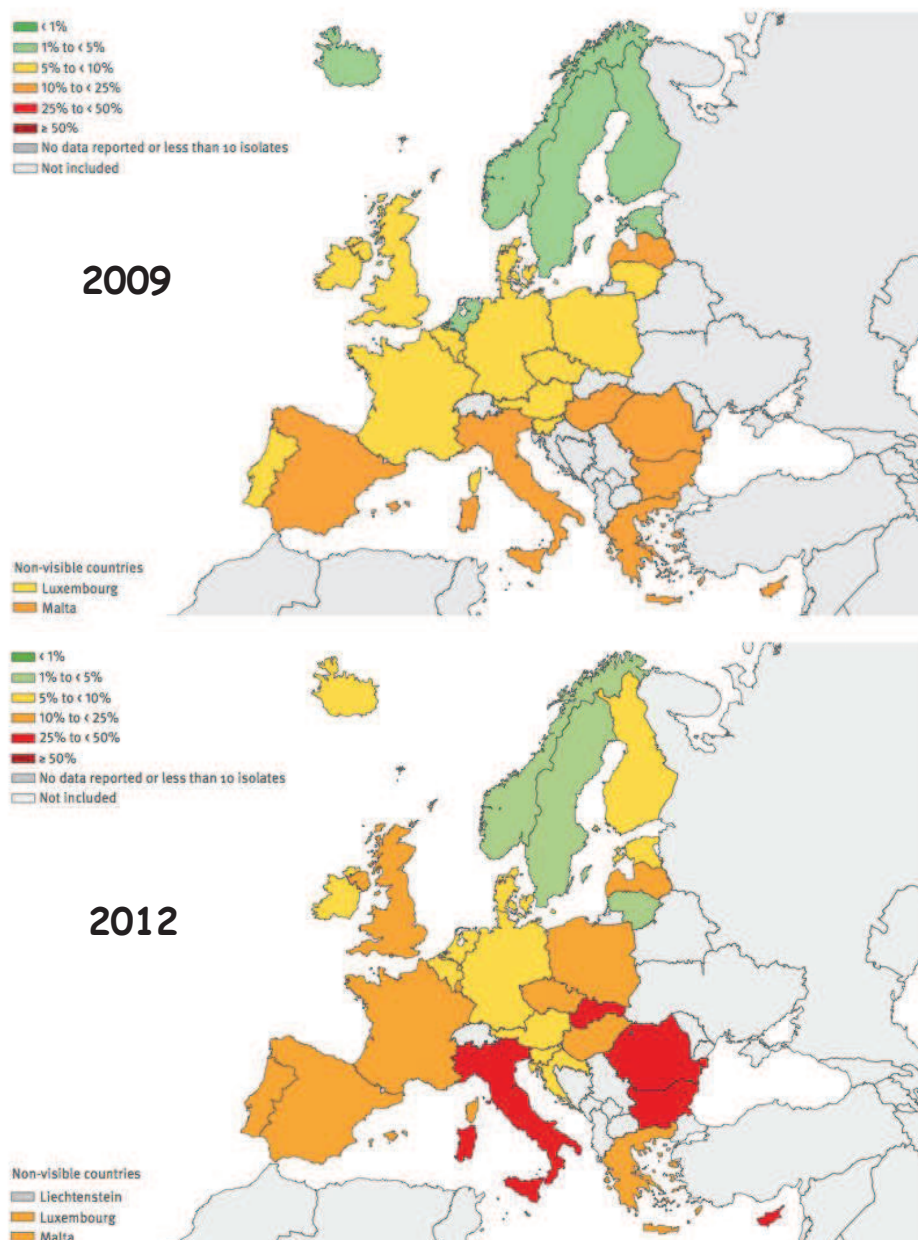 < 1%
1% to < 5%
5% to < 10%
10% to < 25%
25% to < 50%
≥ 50%
No data reported or less than 10 isolates
Not included
2009
Non-visible countries
Luxembourg
Malta
< 1%
1% to < 5%
5% to < 10%
10% to < 25%
25% to < 50%
≥ 50%
No data reported or less than 10 isolates
Not included
2012
Non-visible countries
Liechtenstein
Luxembourg
Malta